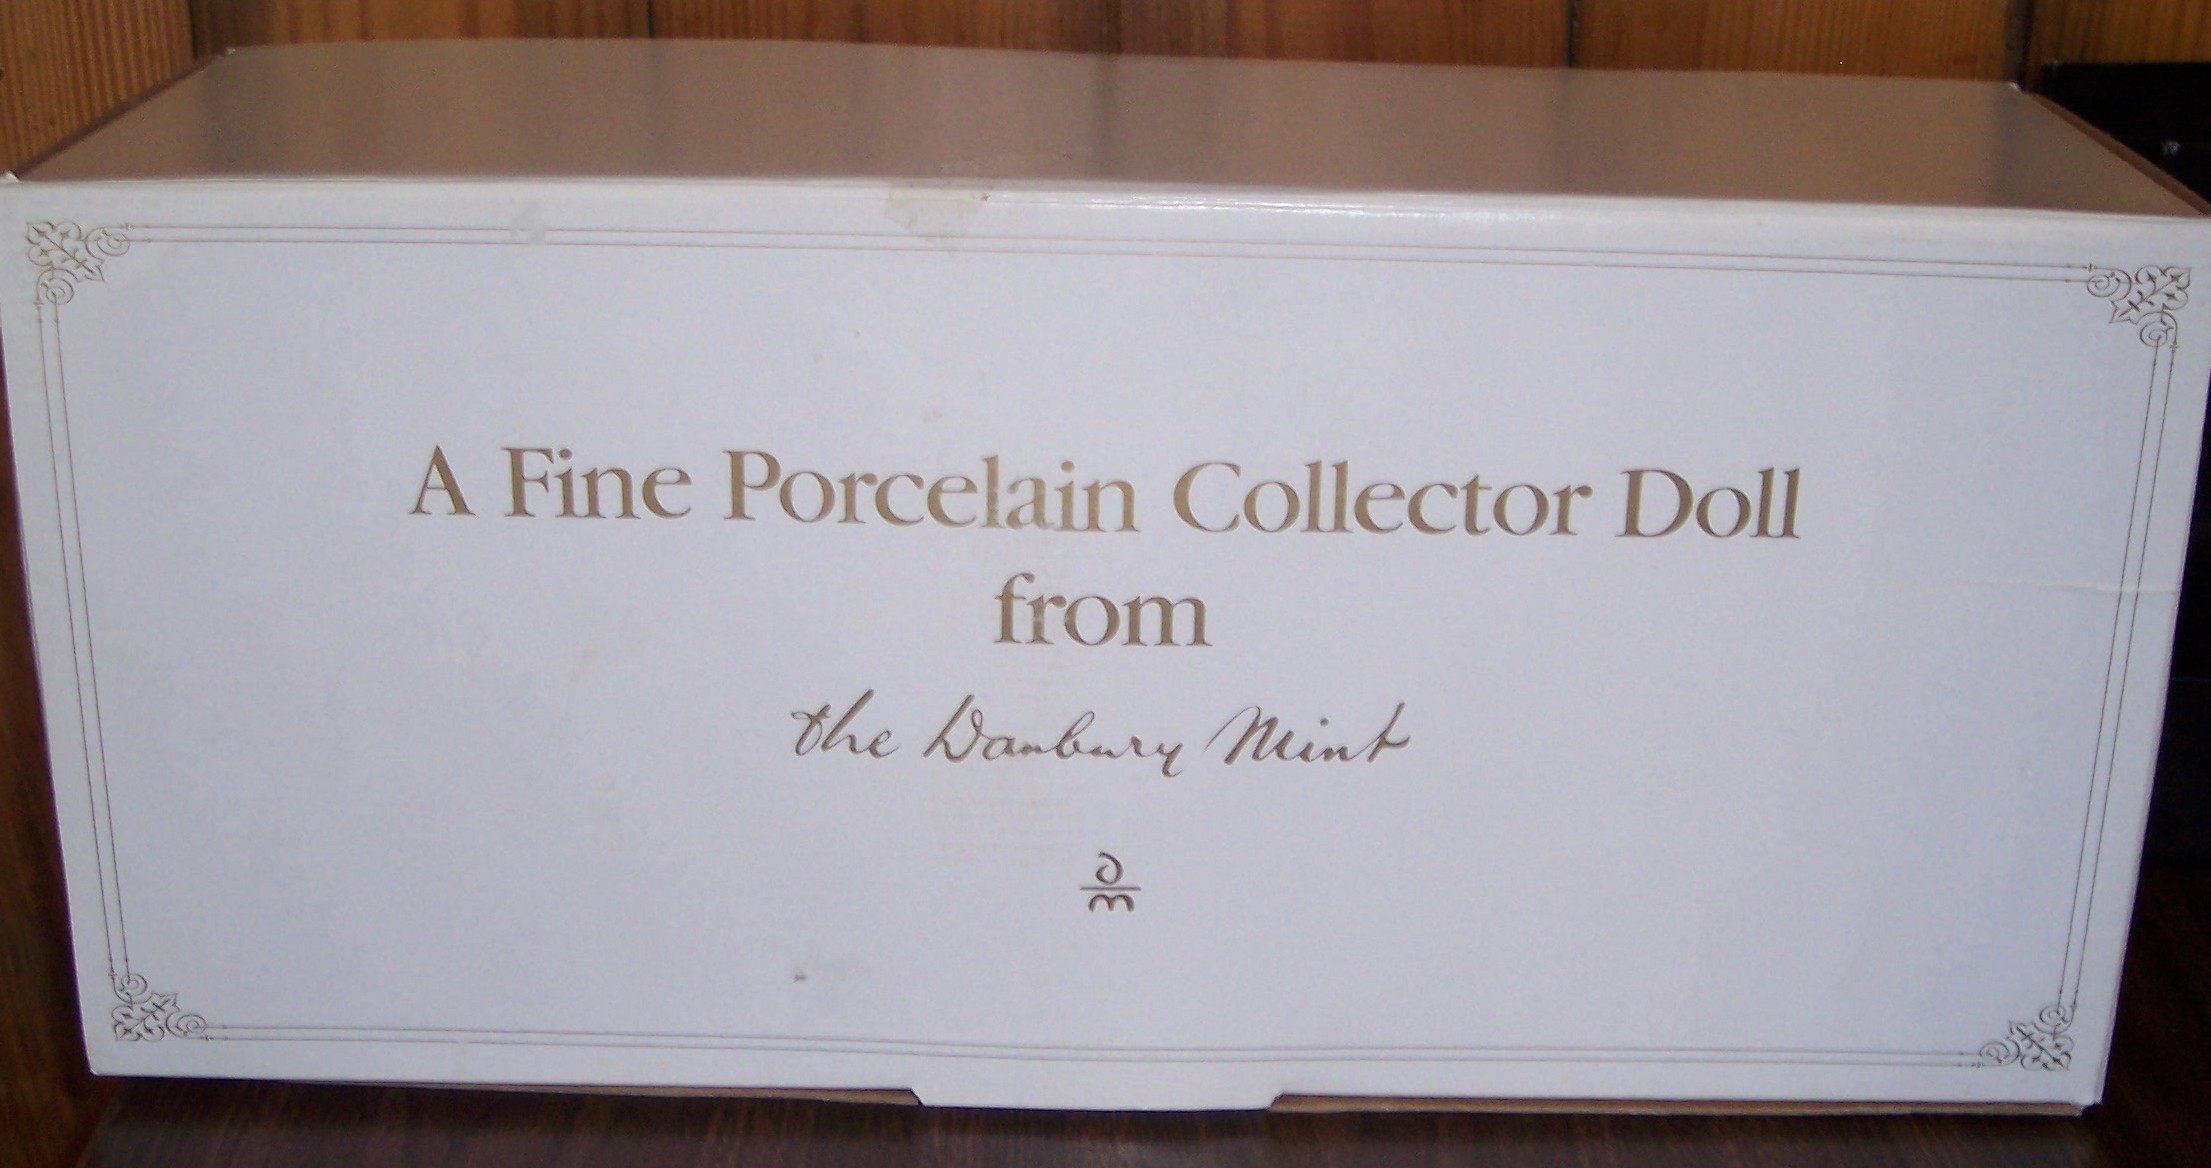 A Fine Porcelain Collector Doll
from
the Danbury Mint
d
m